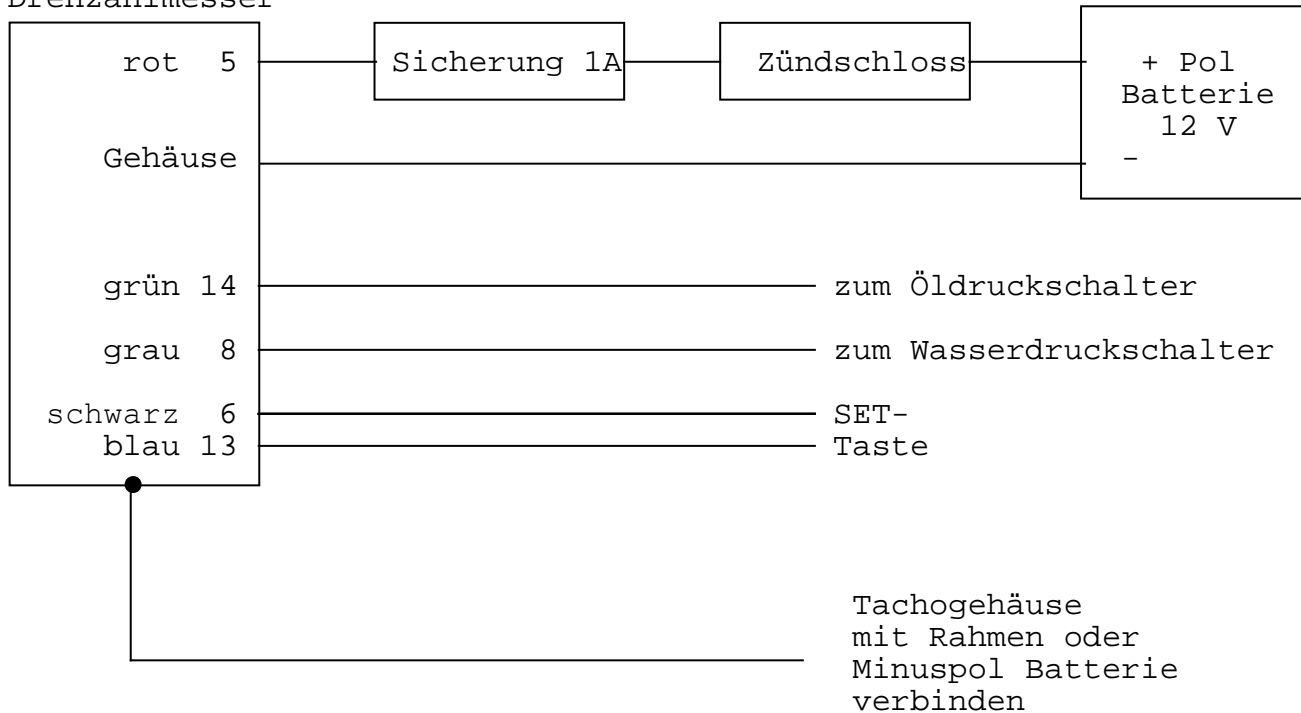 Drehzahlmesser
rot 5
Sicherung 1A
Zündschloss
+ Pol
Batterie
12 V
-
Gehäuse
grün 14
zum Öldruckschalter
grau 8
zum Wasserdruckschalter
schwarz 6
SET-
blau 13
Taste
Tachogehäuse
mit Rahmen oder
Minuspol Batterie
verbinden